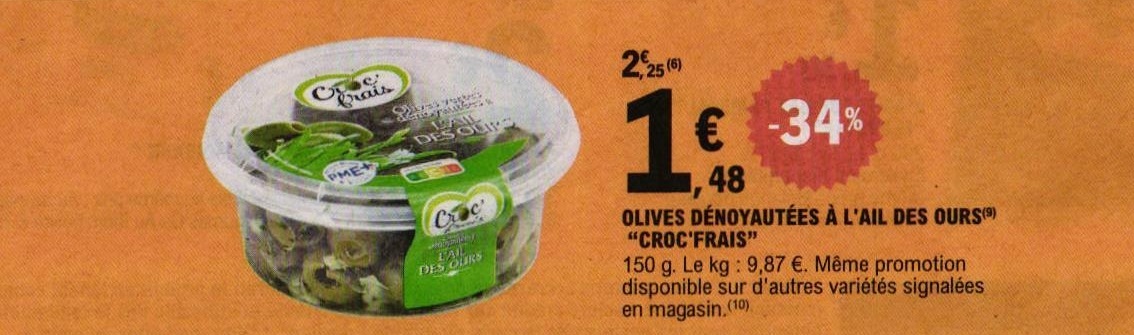 Croc'
frais
L'AIL
DES OURS
PME+
Croc'
L'AIL
DES OURS
2,€25 (6)
1€,48
-34%
OLIVES DÉNOYAUTÉES À L'AIL DES OURS(9)
"CROC'FRAIS"
150 g. Le kg : 9,87 €. Même promotion
disponible sur d'autres variétés signalées
en magasin.(10)